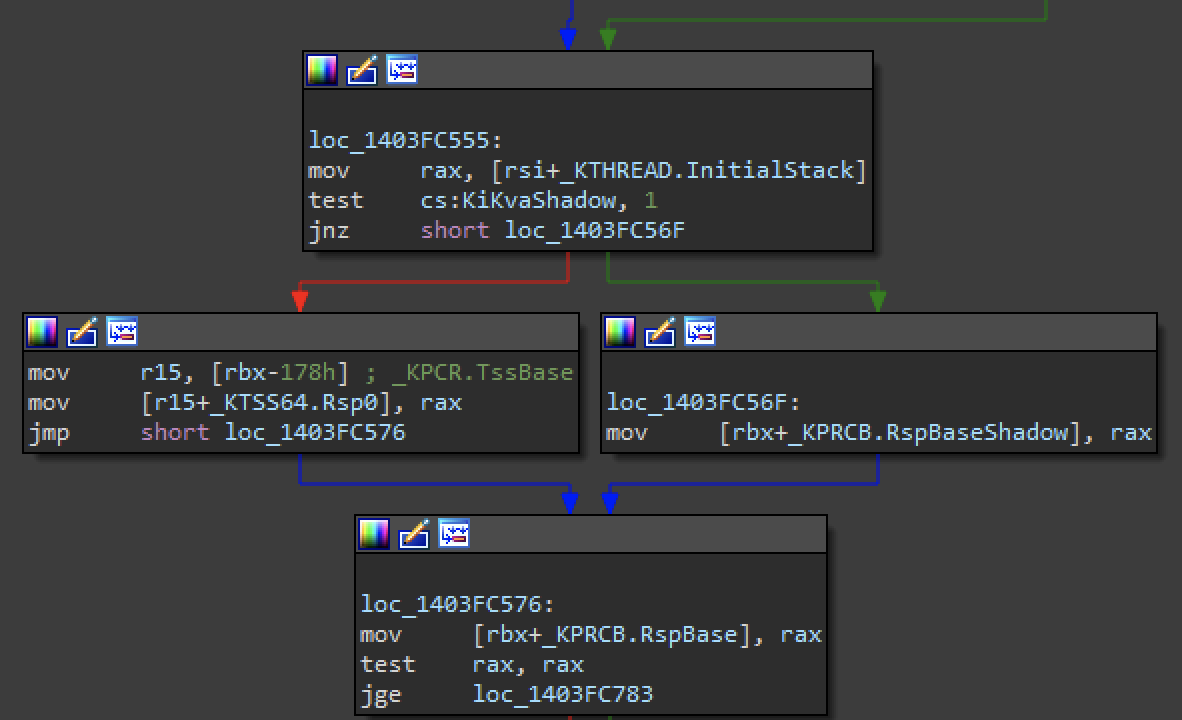 loc_1403FC555:
mov rax, [rsi+_KTHREAD.InitialStack]
test cs:KiKvaShadow, 1
jnz short loc_1403FC56F
mov r15, [rbx-178h] ; _KPCR.TssBase
mov [r15+_KTSS64.Rsp0], rax
jmp short loc_1403FC576
loc_1403FC56F:
mov [rbx+_KPRCB.RspBaseShadow], rax
loc_1403FC576:
mov [rbx+_KPRCB.RspBase], rax
test rax, rax
jge loc_1403FC783